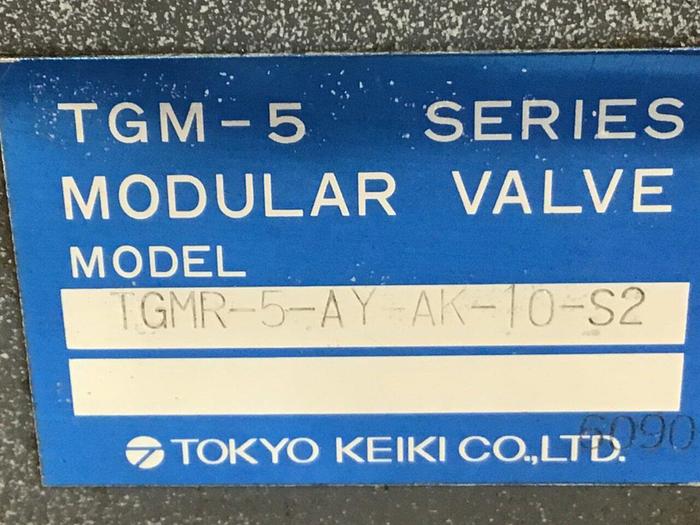 TGM-5 SERIES
MODULAR VALVE
MODEL
TGMR-5-AY-AK-10-S2
TOKYO KEIKI CO.,LTD.
6090